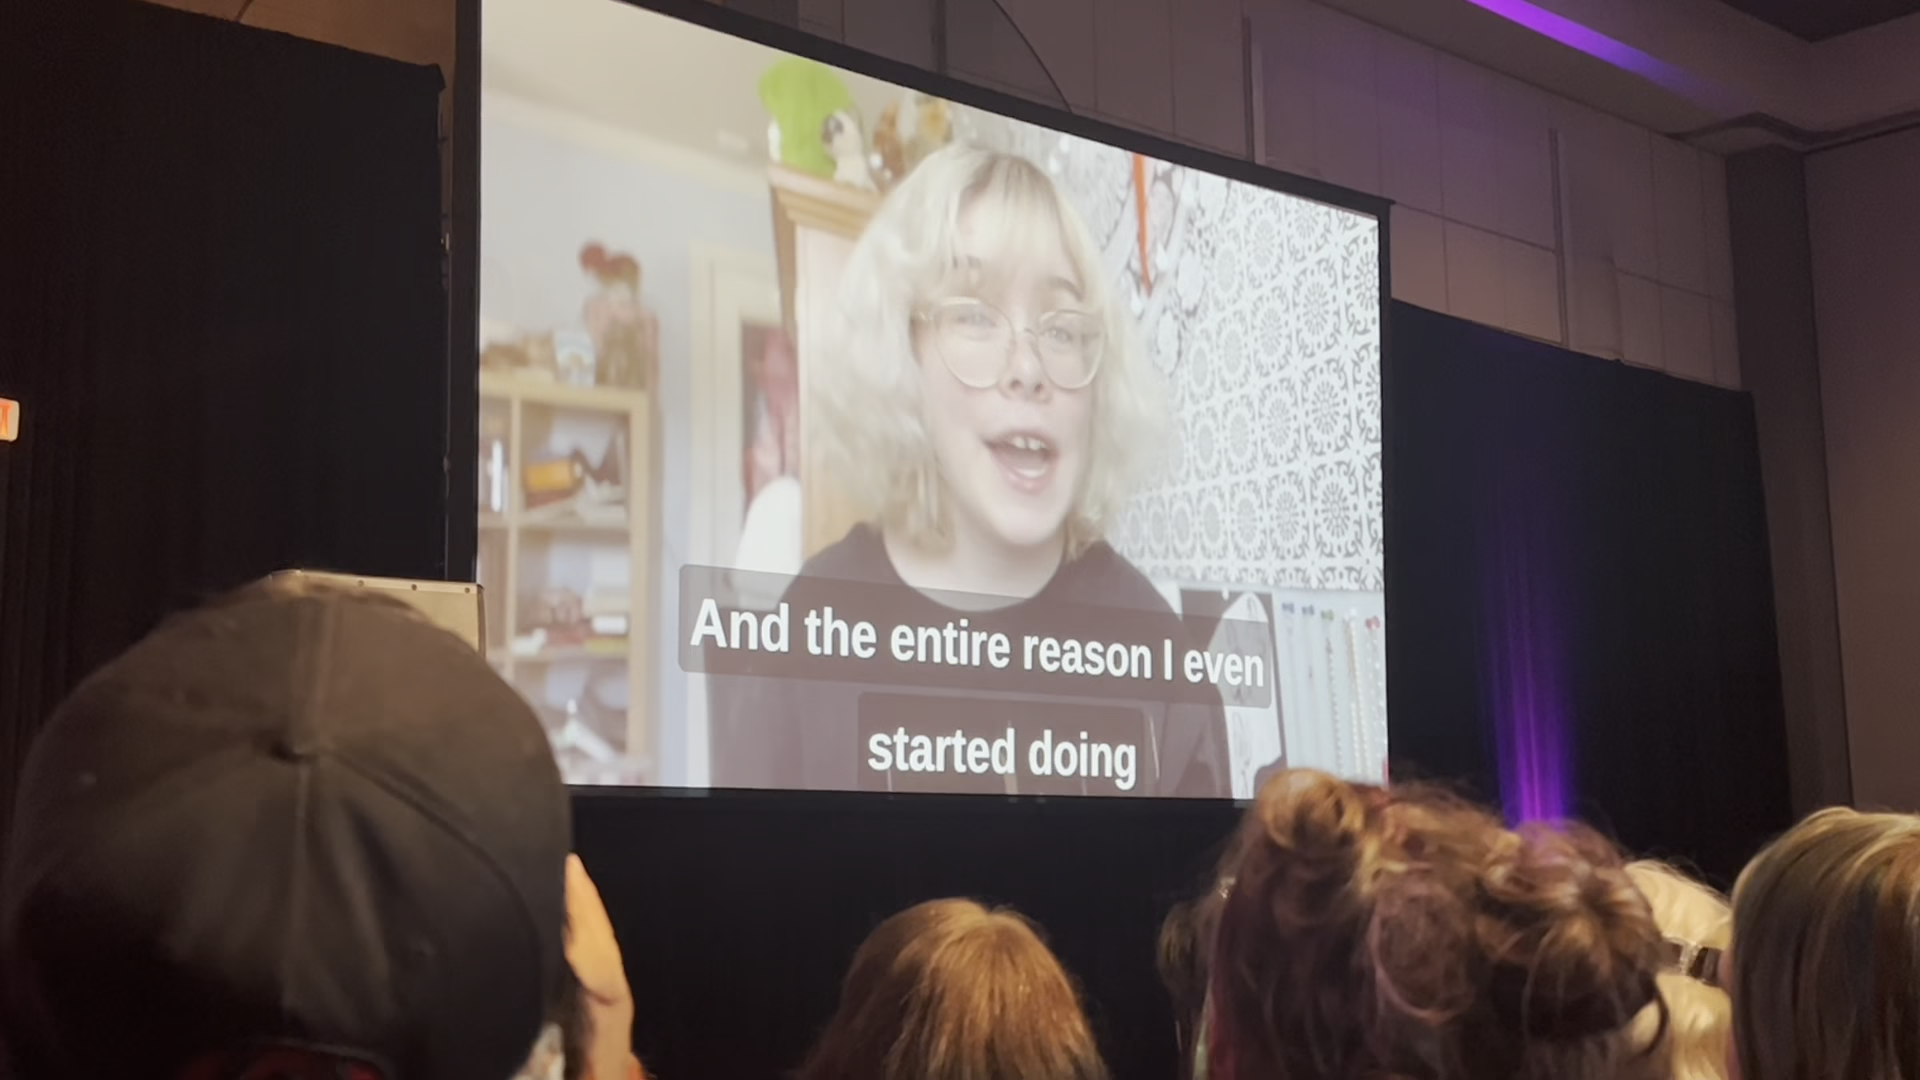 And the entire reason I even
started doing